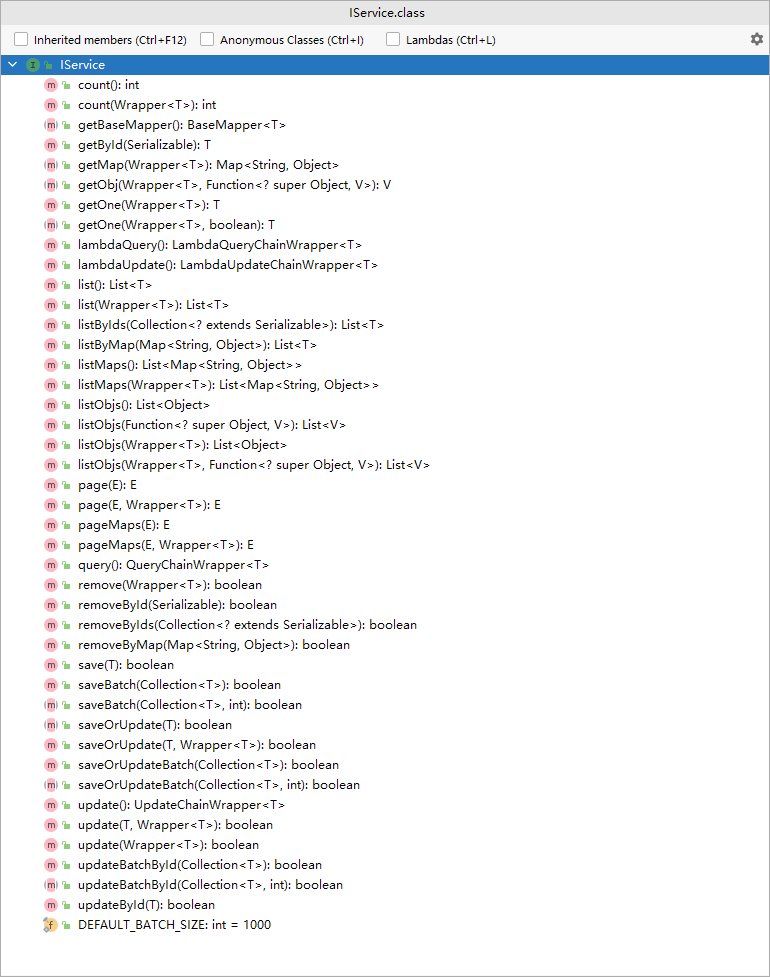 IService.class
Inherited members (Ctrl+F12) Anonymous Classes (Ctrl+I) Lambdas (Ctrl+L)
I IService
m count(): int
m count(Wrapper<T>): int
m getBaseMapper(): BaseMapper<T>
m getById(Serializable): T
m getMap(Wrapper<T>): Map<String, Object>
m getObj(Wrapper<T>, Function<? super Object, V>): V
m getOne(Wrapper<T>): T
m getOne(Wrapper<T>, boolean): T
m lambdaQuery(): LambdaQueryChainWrapper<T>
m lambdaUpdate(): LambdaUpdateChainWrapper<T>
m list(): List<T>
m list(Wrapper<T>): List<T>
m listByIds(Collection<? extends Serializable>): List<T>
m listByMap(Map<String, Object>): List<T>
m listMaps(): List<Map<String, Object>>
m listMaps(Wrapper<T>): List<Map<String, Object>>
m listObjs(): List<Object>
m listObjs(Function<? super Object, V>): List<V>
m listObjs(Wrapper<T>): List<Object>
m listObjs(Wrapper<T>, Function<? super Object, V>): List<V>
m page(E): E
m page(E, Wrapper<T>): E
m pageMaps(E): E
m pageMaps(E, Wrapper<T>): E
m query(): QueryChainWrapper<T>
m remove(Wrapper<T>): boolean
m removeById(Serializable): boolean
m removeByIds(Collection<? extends Serializable>): boolean
m removeByMap(Map<String, Object>): boolean
m save(T): boolean
m saveBatch(Collection<T>): boolean
m saveBatch(Collection<T>, int): boolean
m saveOrUpdate(T): boolean
m saveOrUpdate(T, Wrapper<T>): boolean
m saveOrUpdateBatch(Collection<T>): boolean
m saveOrUpdateBatch(Collection<T>, int): boolean
m update(): UpdateChainWrapper<T>
m update(T, Wrapper<T>): boolean
m update(Wrapper<T>): boolean
m updateBatchById(Collection<T>): boolean
m updateBatchById(Collection<T>, int): boolean
m updateById(T): boolean
f DEFAULT_BATCH_SIZE: int = 1000